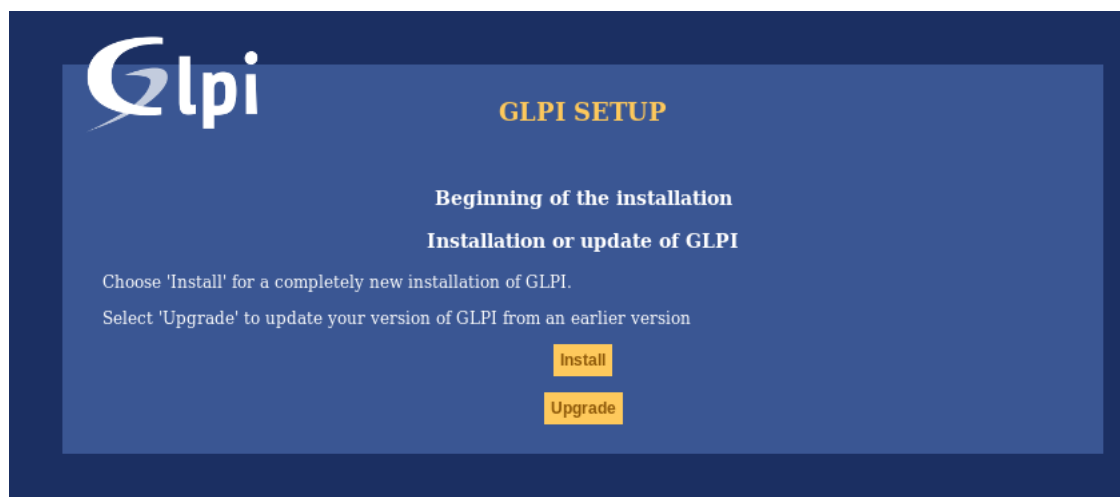 Glpi
GLPI SETUP
Beginning of the installation
Installation or update of GLPI
Choose 'Install' for a completely new installation of GLPI.
Select 'Upgrade' to update your version of GLPI from an earlier version
Install
Upgrade